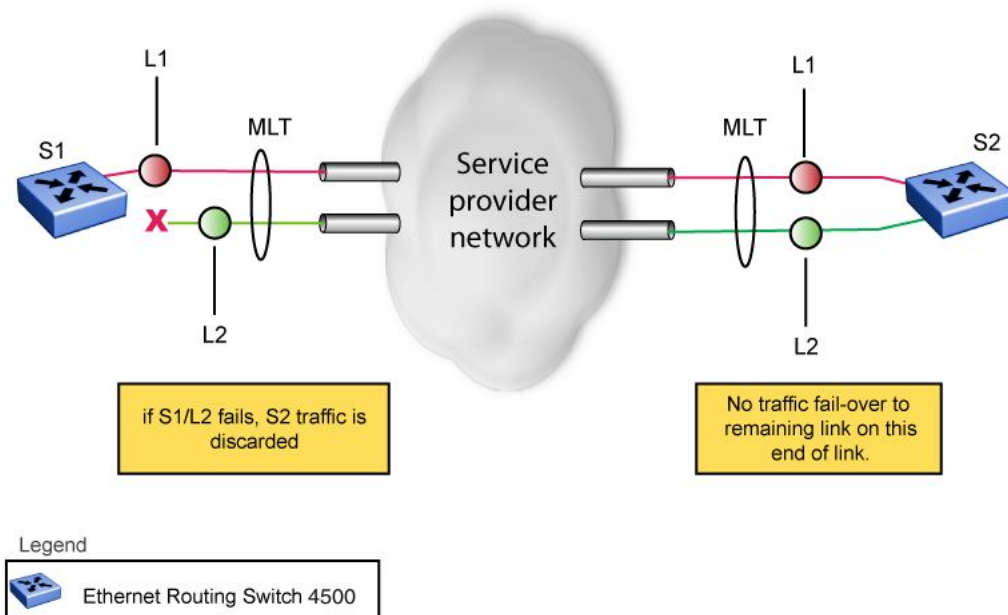 L1
MLT
S1
L2
Service
provider
network
L1
MLT
S2
L2
if S1/L2 fails, S2 traffic is
discarded
No traffic fail-over to
remaining link on this
end of link.
Legend
Ethernet Routing Switch 4500